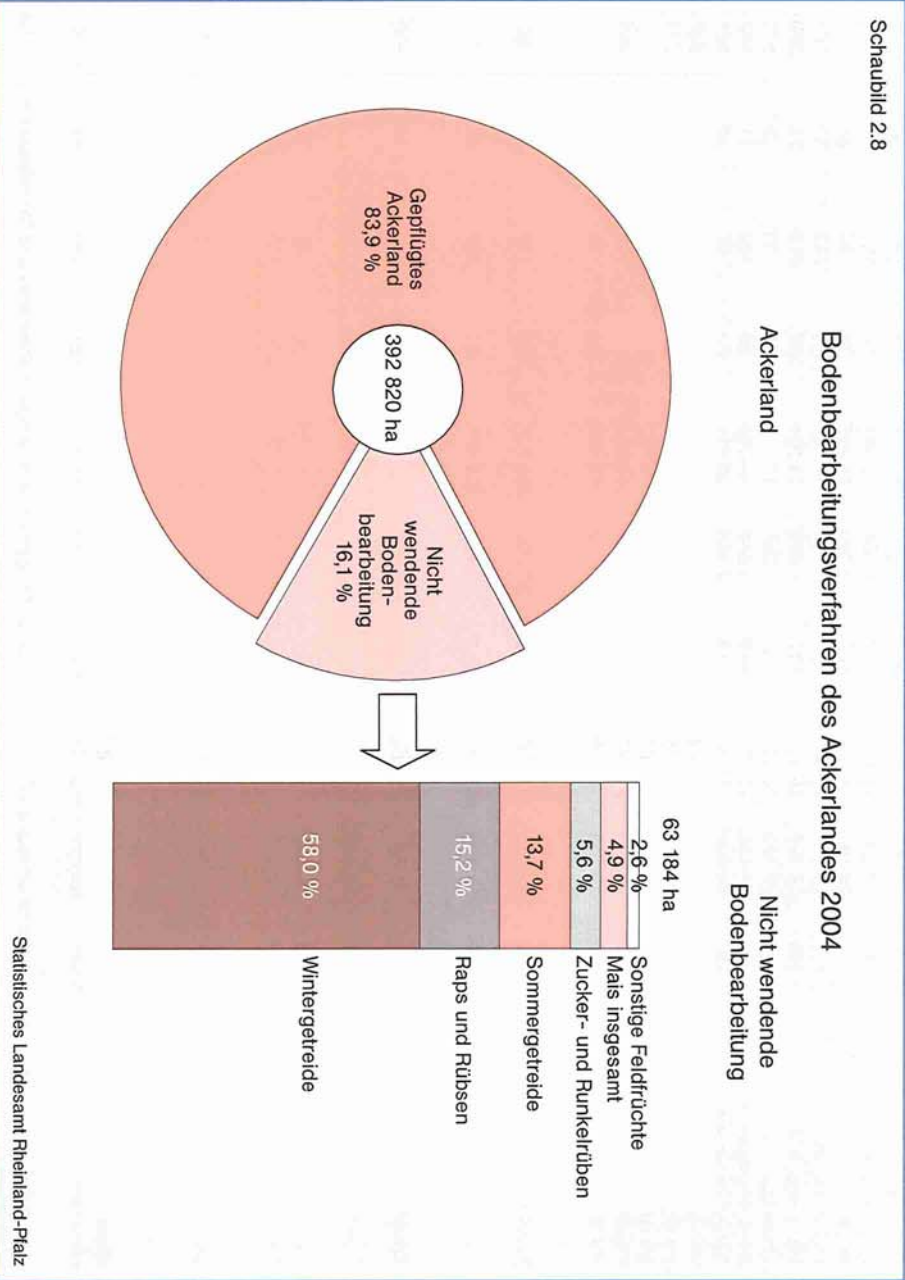 Schaubild 2.8
Bodenbearbeitungsverfahren des Ackerlandes 2004
Ackerland
Gepflügtes
Ackerland
83,9 %
392 820 ha
Nicht
wendende
Boden-
bearbeitung
16,1 %
Nicht wendende
Bodenbearbeitung
63 184 ha
2,6 % Sonstige Feldfrüchte
4,9 % Mais insgesamt
5,6 % Zucker- und Runkelrüben
13,7 % Sommergetreide
15,2 % Raps und Rübsen
58,0 % Wintergetreide
Statistisches Landesamt Rheinland-Pfalz